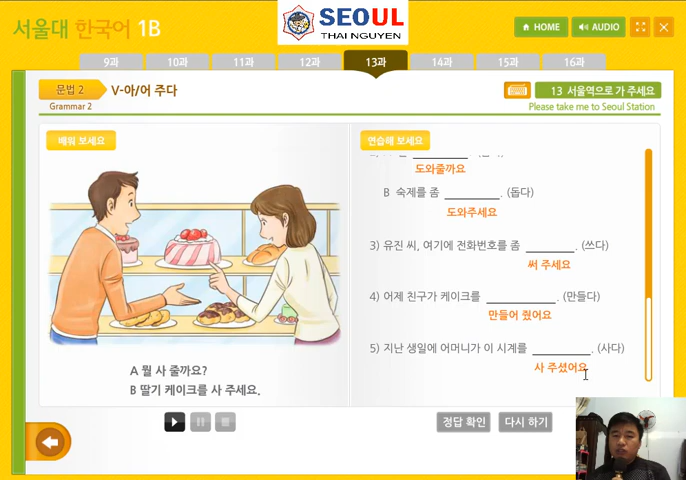 서울대 한국어 1B
SEOUL
THAI NGUYEN
HOME
AUDIO
9과 10과 11과 12과 13과 14과 15과 16과
문법 2
Grammar 2
V-아/어 주다
13 서울역으로 가 주세요
Please take me to Seoul Station
배워 보세요
A 뭘 사 줄까요?
B 딸기 케이크를 사 주세요.
연습해 보세요
도와줄까요
B 숙제를 좀 ________. (돕다)
도와주세요
3) 유진 씨, 여기에 전화번호를 좀 ________. (쓰다)
써 주세요
4) 어제 친구가 케이크를 __________. (만들다)
만들어 줬어요
5) 지난 생일에 어머니가 이 시계를 ________. (사다)
사 주셨어요
정답 확인
다시 하기